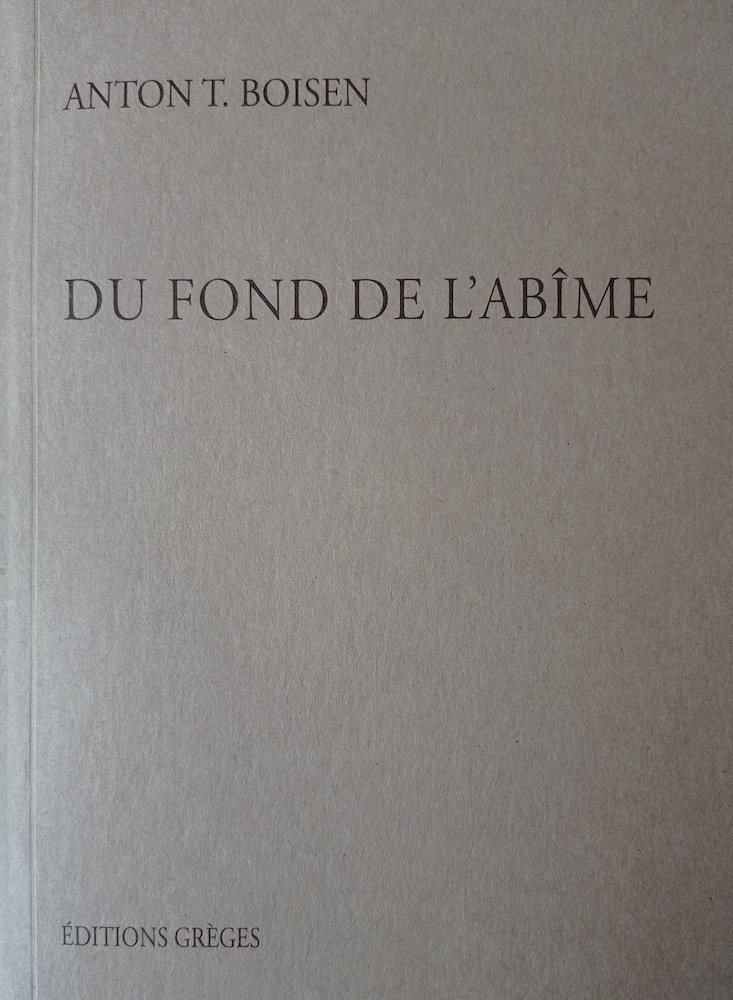 ANTON T. BOISEN
DU FOND DE L'ABÎME
ÉDITIONS GRÈGES